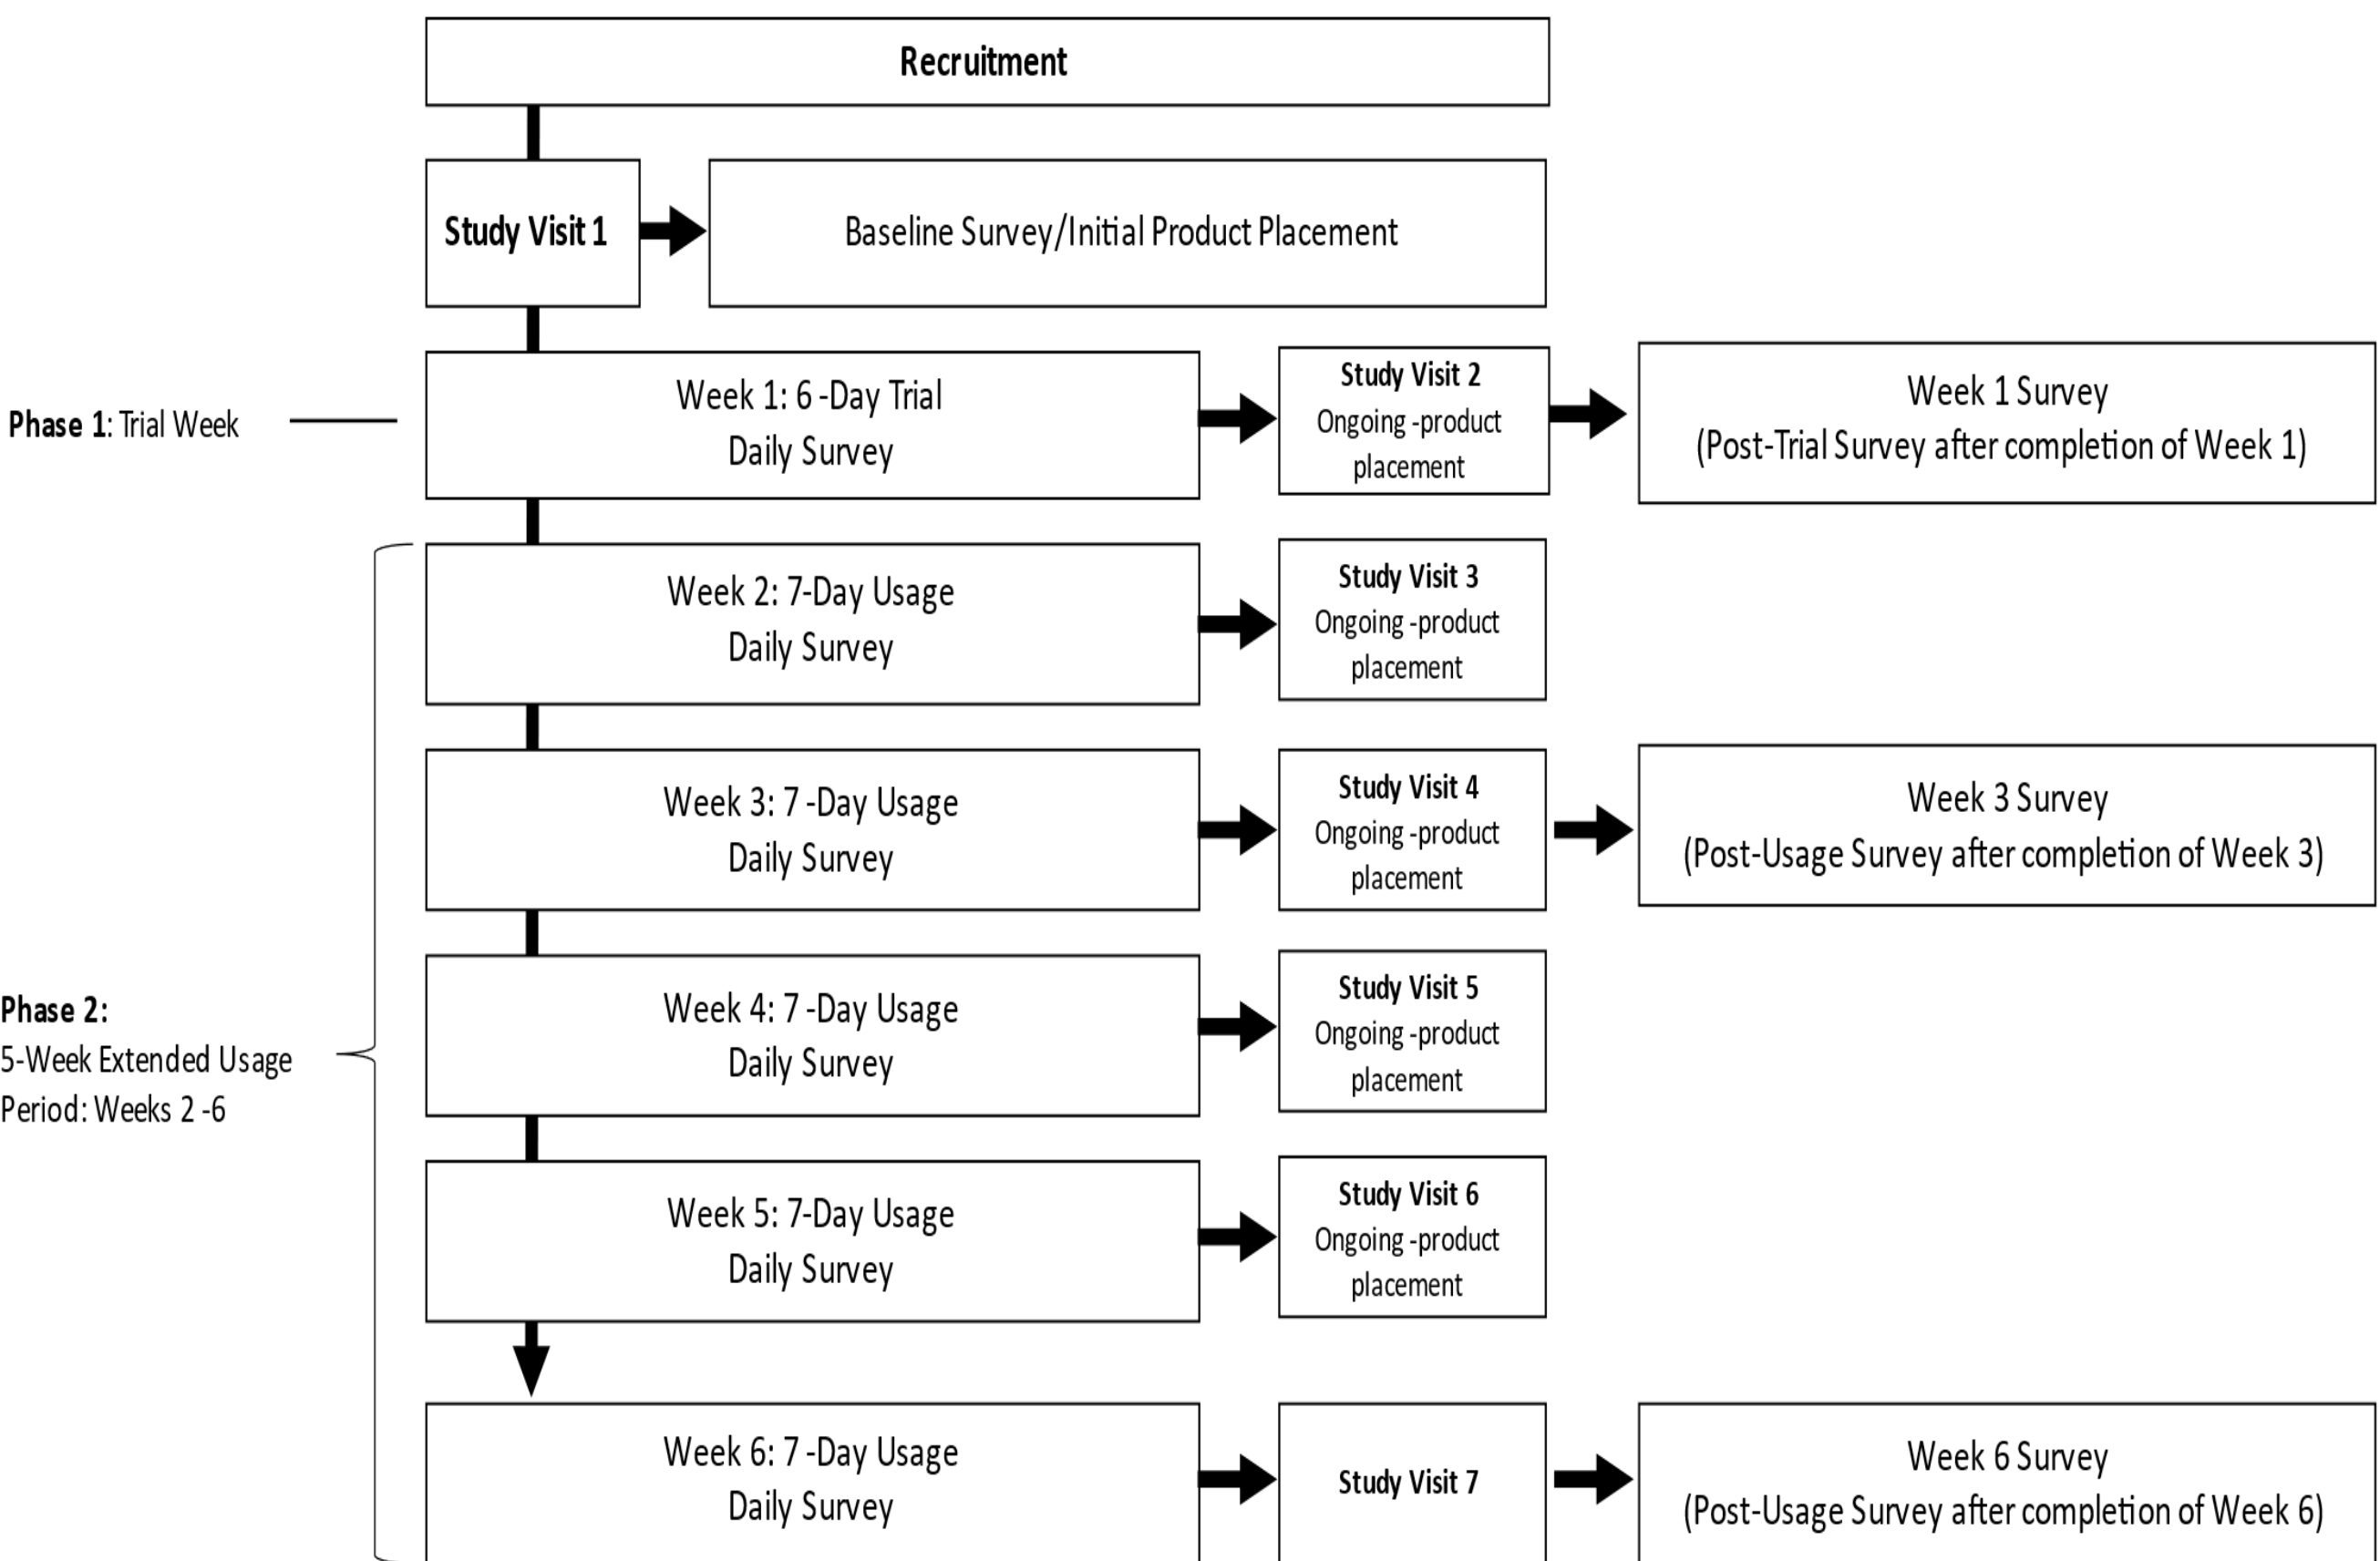 Recruitment
Study Visit 1
Baseline Survey/Initial Product Placement
Phase 1: Trial Week
Week 1: 6 -Day Trial
Daily Survey
Study Visit 2
Ongoing -product
placement
Week 1 Survey
(Post-Trial Survey after completion of Week 1)
Week 2: 7-Day Usage
Daily Survey
Study Visit 3
Ongoing -product
placement
Week 3: 7 -Day Usage
Daily Survey
Study Visit 4
Ongoing -product
placement
Week 3 Survey
(Post-Usage Survey after completion of Week 3)
Phase 2:
5-Week Extended Usage
Period: Weeks 2 -6
Week 4: 7 -Day Usage
Daily Survey
Study Visit 5
Ongoing -product
placement
Week 5: 7-Day Usage
Daily Survey
Study Visit 6
Ongoing -product
placement
Week 6: 7 -Day Usage
Daily Survey
Study Visit 7
Week 6 Survey
(Post-Usage Survey after completion of Week 6)